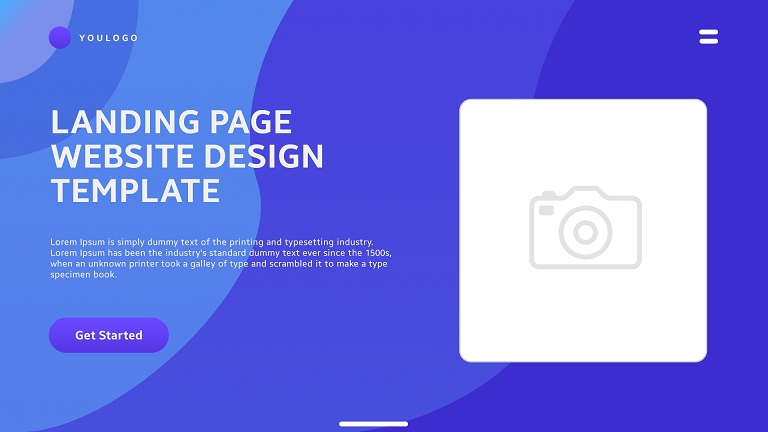 YOULOGO
LANDING PAGE
WEBSITE DESIGN
TEMPLATE
Lorem Ipsum is simply dummy text of the printing and typesetting industry.
Lorem Ipsum has been the industry's standard dummy text ever since the 1500s,
when an unknown printer took a galley of type and scrambled it to make a type
specimen book.
Get Started